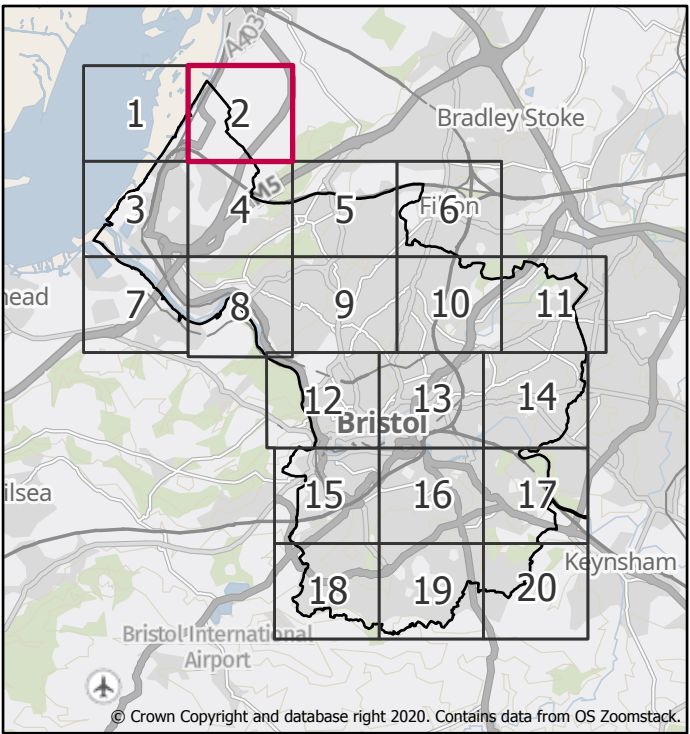 A403
1
2
Bradley Stoke
M5
3
4
5
6
Filton
ead
7
8
9
10
11
12
13
14
Bristol
ilsea
15
16
17
Keynsham
18
19
20
Bristol International
Airport
© Crown Copyright and database right 2020. Contains data from OS Zoomstack.